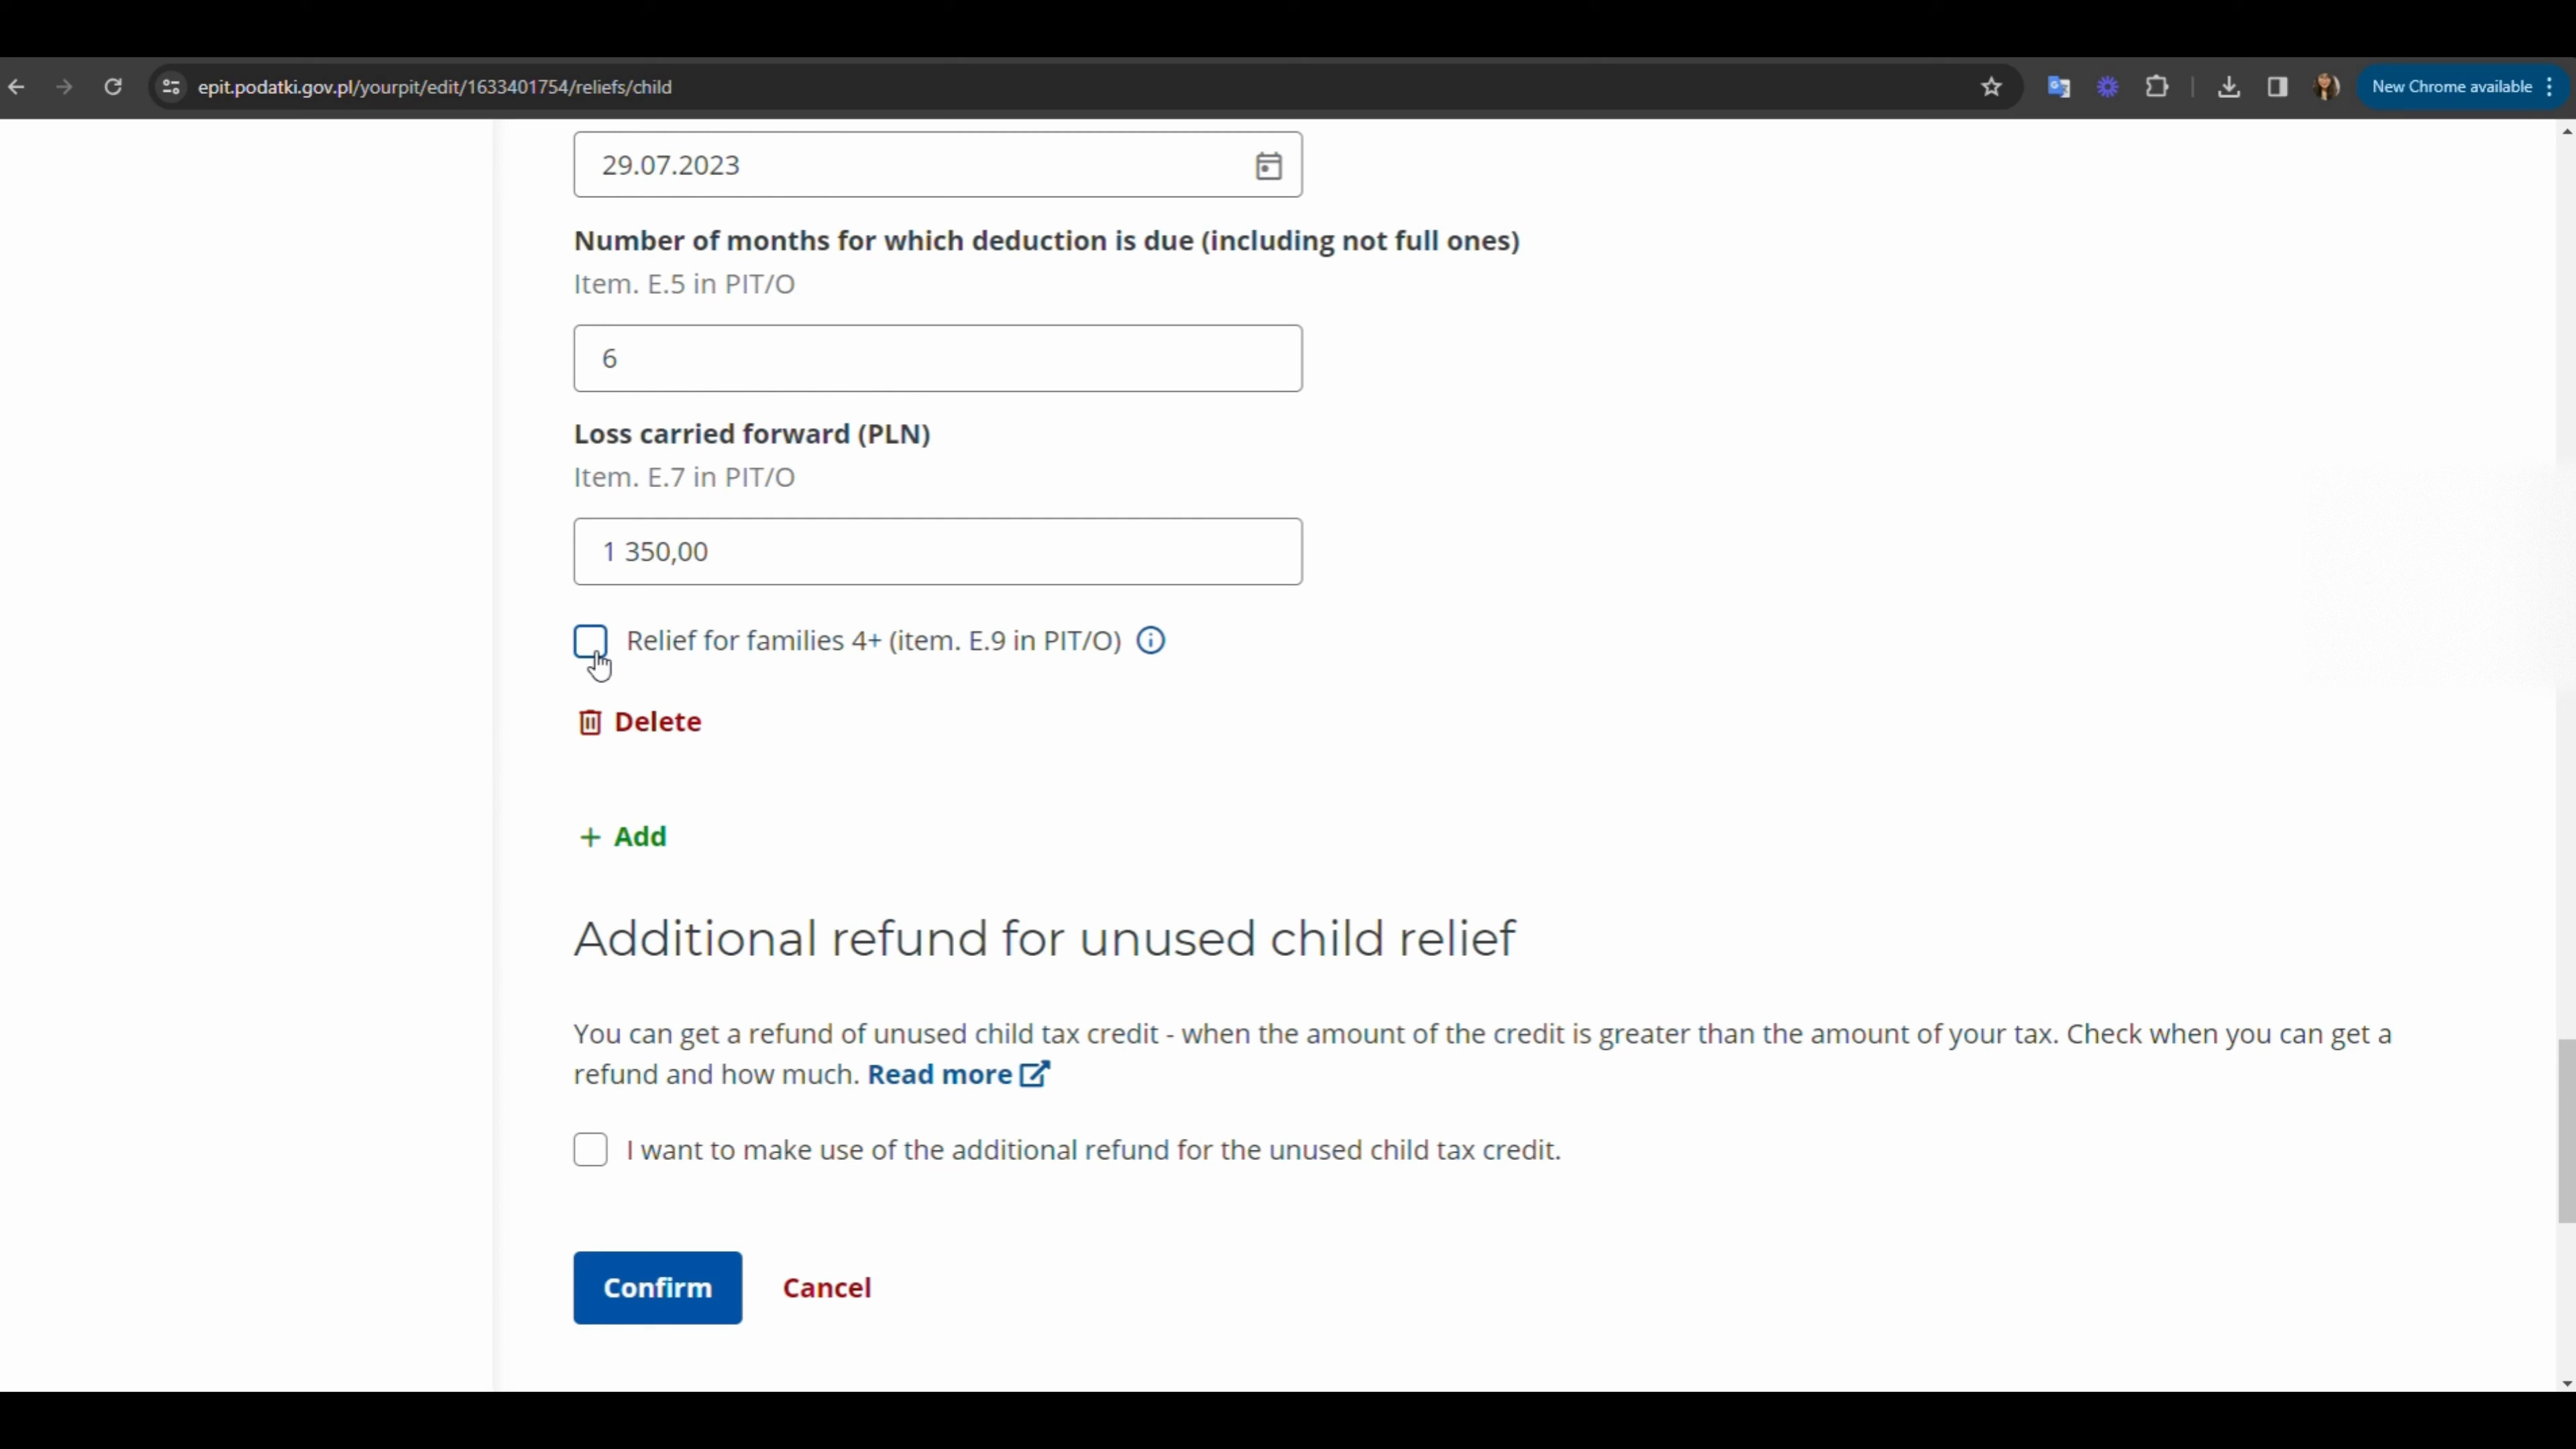 epit.podatki.gov.pl/yourpit/edit/1633401754/reliefs/child
New Chrome available
29.07.2023
Number of months for which deduction is due (including not full ones)
Item. E.5 in PIT/O
6
Loss carried forward (PLN)
Item. E.7 in PIT/O
1 350,00
Relief for families 4+ (item. E.9 in PIT/O)
Delete
+ Add
Additional refund for unused child relief
You can get a refund of unused child tax credit - when the amount of the credit is greater than the amount of your tax. Check when you can get a
refund and how much. Read more
I want to make use of the additional refund for the unused child tax credit.
Confirm Cancel